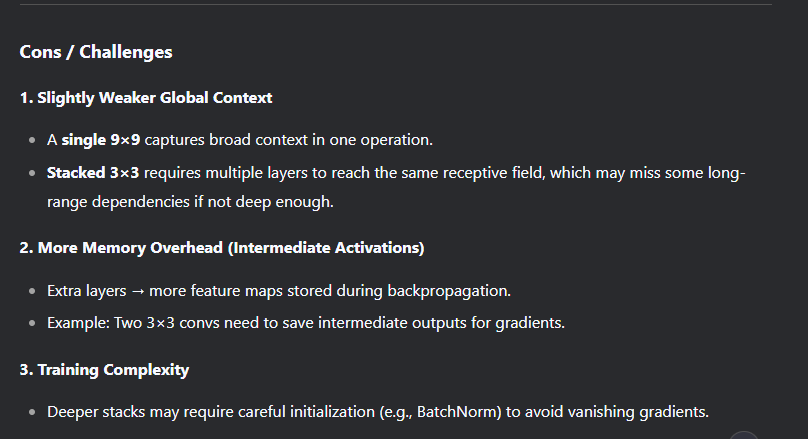 Cons / Challenges
1. Slightly Weaker Global Context
• A single 9×9 captures broad context in one operation.
• Stacked 3×3 requires multiple layers to reach the same receptive field, which may miss some long-
range dependencies if not deep enough.
2. More Memory Overhead (Intermediate Activations)
• Extra layers → more feature maps stored during backpropagation.
• Example: Two 3×3 convs need to save intermediate outputs for gradients.
3. Training Complexity
• Deeper stacks may require careful initialization (e.g., BatchNorm) to avoid vanishing gradients.